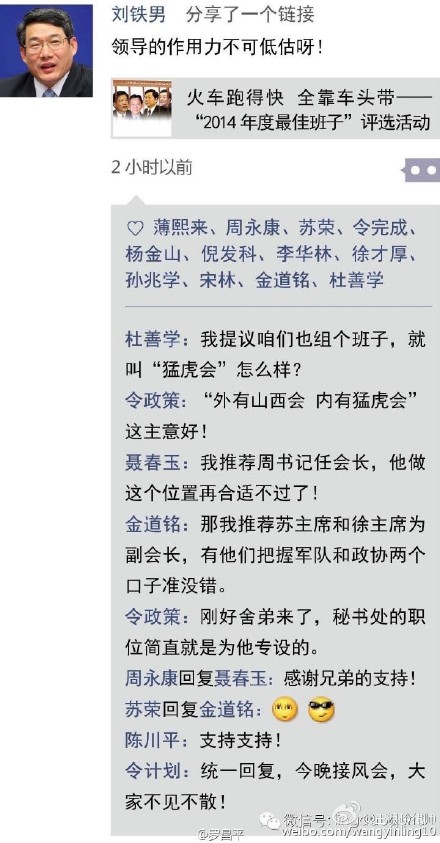 刘铁男 分享了一个链接
领导的作用力不可低估呀！
火车跑得快 全靠车头带——
“2014年度最佳班子”评选活动
2小时以前
♡ 薄熙来、周永康、苏荣、令完成、
杨金山、倪发科、李华林、徐才厚、
孙兆学、宋林、金道铭、杜善学
杜善学：我提议咱们也组个班子，就
叫“猛虎会”怎么样？
令政策：“外有山西会 内有猛虎会”
这主意好！
聂春玉：我推荐周书记任会长，他做
这个位置再合适不过了！
金道铭：那我推荐苏主席和徐主席为
副会长，有他们把握军队和政协两个
口子准没错。
令政策：刚好舍弟来了，秘书处的职
位简直就是为他专设的。
周永康回复聂春玉：感谢兄弟的支持！
苏荣回复金道铭：
陈川平：支持支持！
令计划：统一回复，今晚接风会，大
家不见不散！
微信号：
@罗昌平
weibo.com/wangyinling10